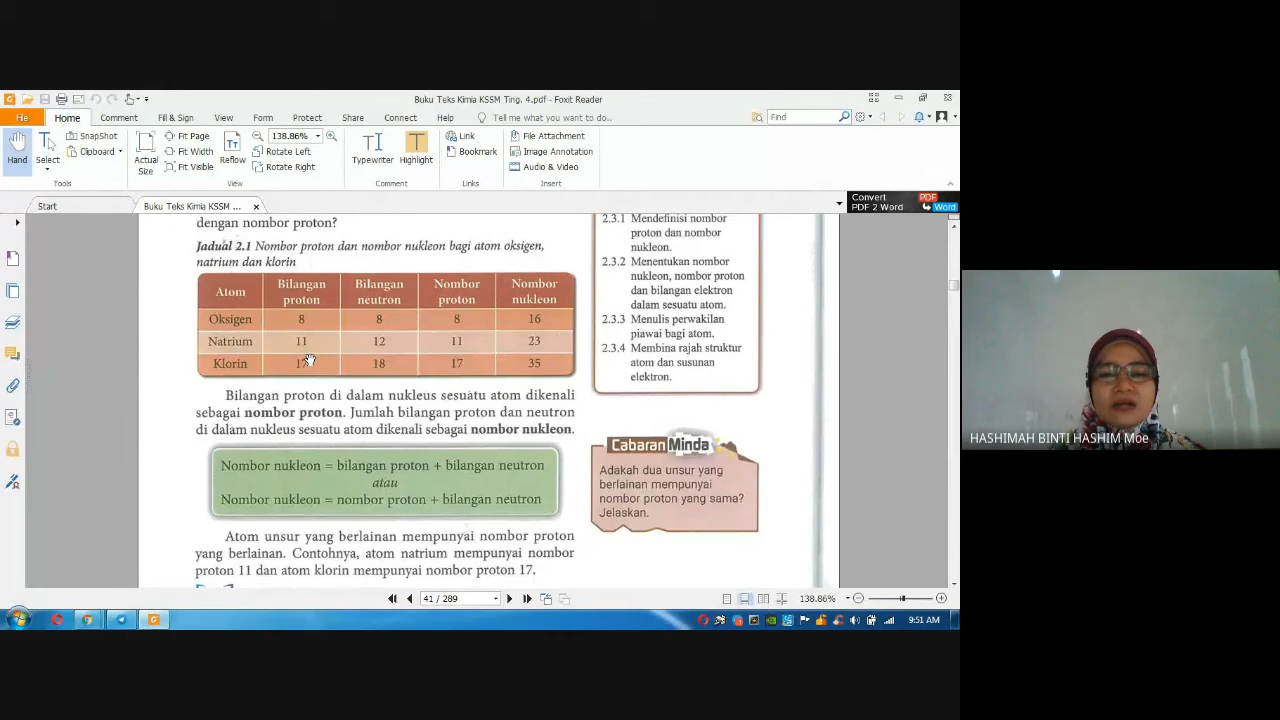 Buku Teks Kimia KSSM Ting. 4.pdf - Foxit Reader
File Home Comment Fill & Sign View Form Protect Share Connect Help Tell me what you want to do.. Find
Hand Select SnapShot Clipboard Actual Size Fit Page Fit Width Fit Visible Reflow 138.86% Rotate Left Rotate Right Typewriter Highlight Link Bookmark File Attachment Image Annotation Audio & Video
Tools View Comment Links Insert
Start Buku Teks Kimia KSSM ... Convert PDF
PDF 2 Word Word
dengan nombor proton?
Jadual 2.1 Nombor proton dan nombor nukleon bagi atom oksigen,
natrium dan klorin
Atom Bilangan proton Bilangan neutron Nombor proton Nombor nukleon
Oksigen 8 8 8 16
Natrium 11 12 11 23
Klorin 17 18 17 35
Bilangan proton di dalam nukleus sesuatu atom dikenali
sebagai nombor proton. Jumlah bilangan proton dan neutron
di dalam nukleus sesuatu atom dikenali sebagai nombor nukleon.
Nombor nukleon = bilangan proton + bilangan neutron
atau
Nombor nukleon = nombor proton + bilangan neutron
Atom unsur yang berlainan mempunyai nombor proton
yang berlainan. Contohnya, atom natrium mempunyai nombor
proton 11 dan atom klorin mempunyai nombor proton 17.
2.3.1 Mendefinisi nombor
proton dan nombor
nukleon.
2.3.2 Menentukan nombor
nukleon, nombor proton
dan bilangan elektron
dalam sesuatu atom.
2.3.3 Menulis perwakilan
piawai bagi atom.
2.3.4 Membina rajah struktur
atom dan susunan
elektron.
Cabaran Minda
Adakah dua unsur yang
berlainan mempunyai
nombor proton yang sama?
Jelaskan.
41 / 289 138.86%
9:51 AM
HASHIMAH BINTI HASHIM Moe